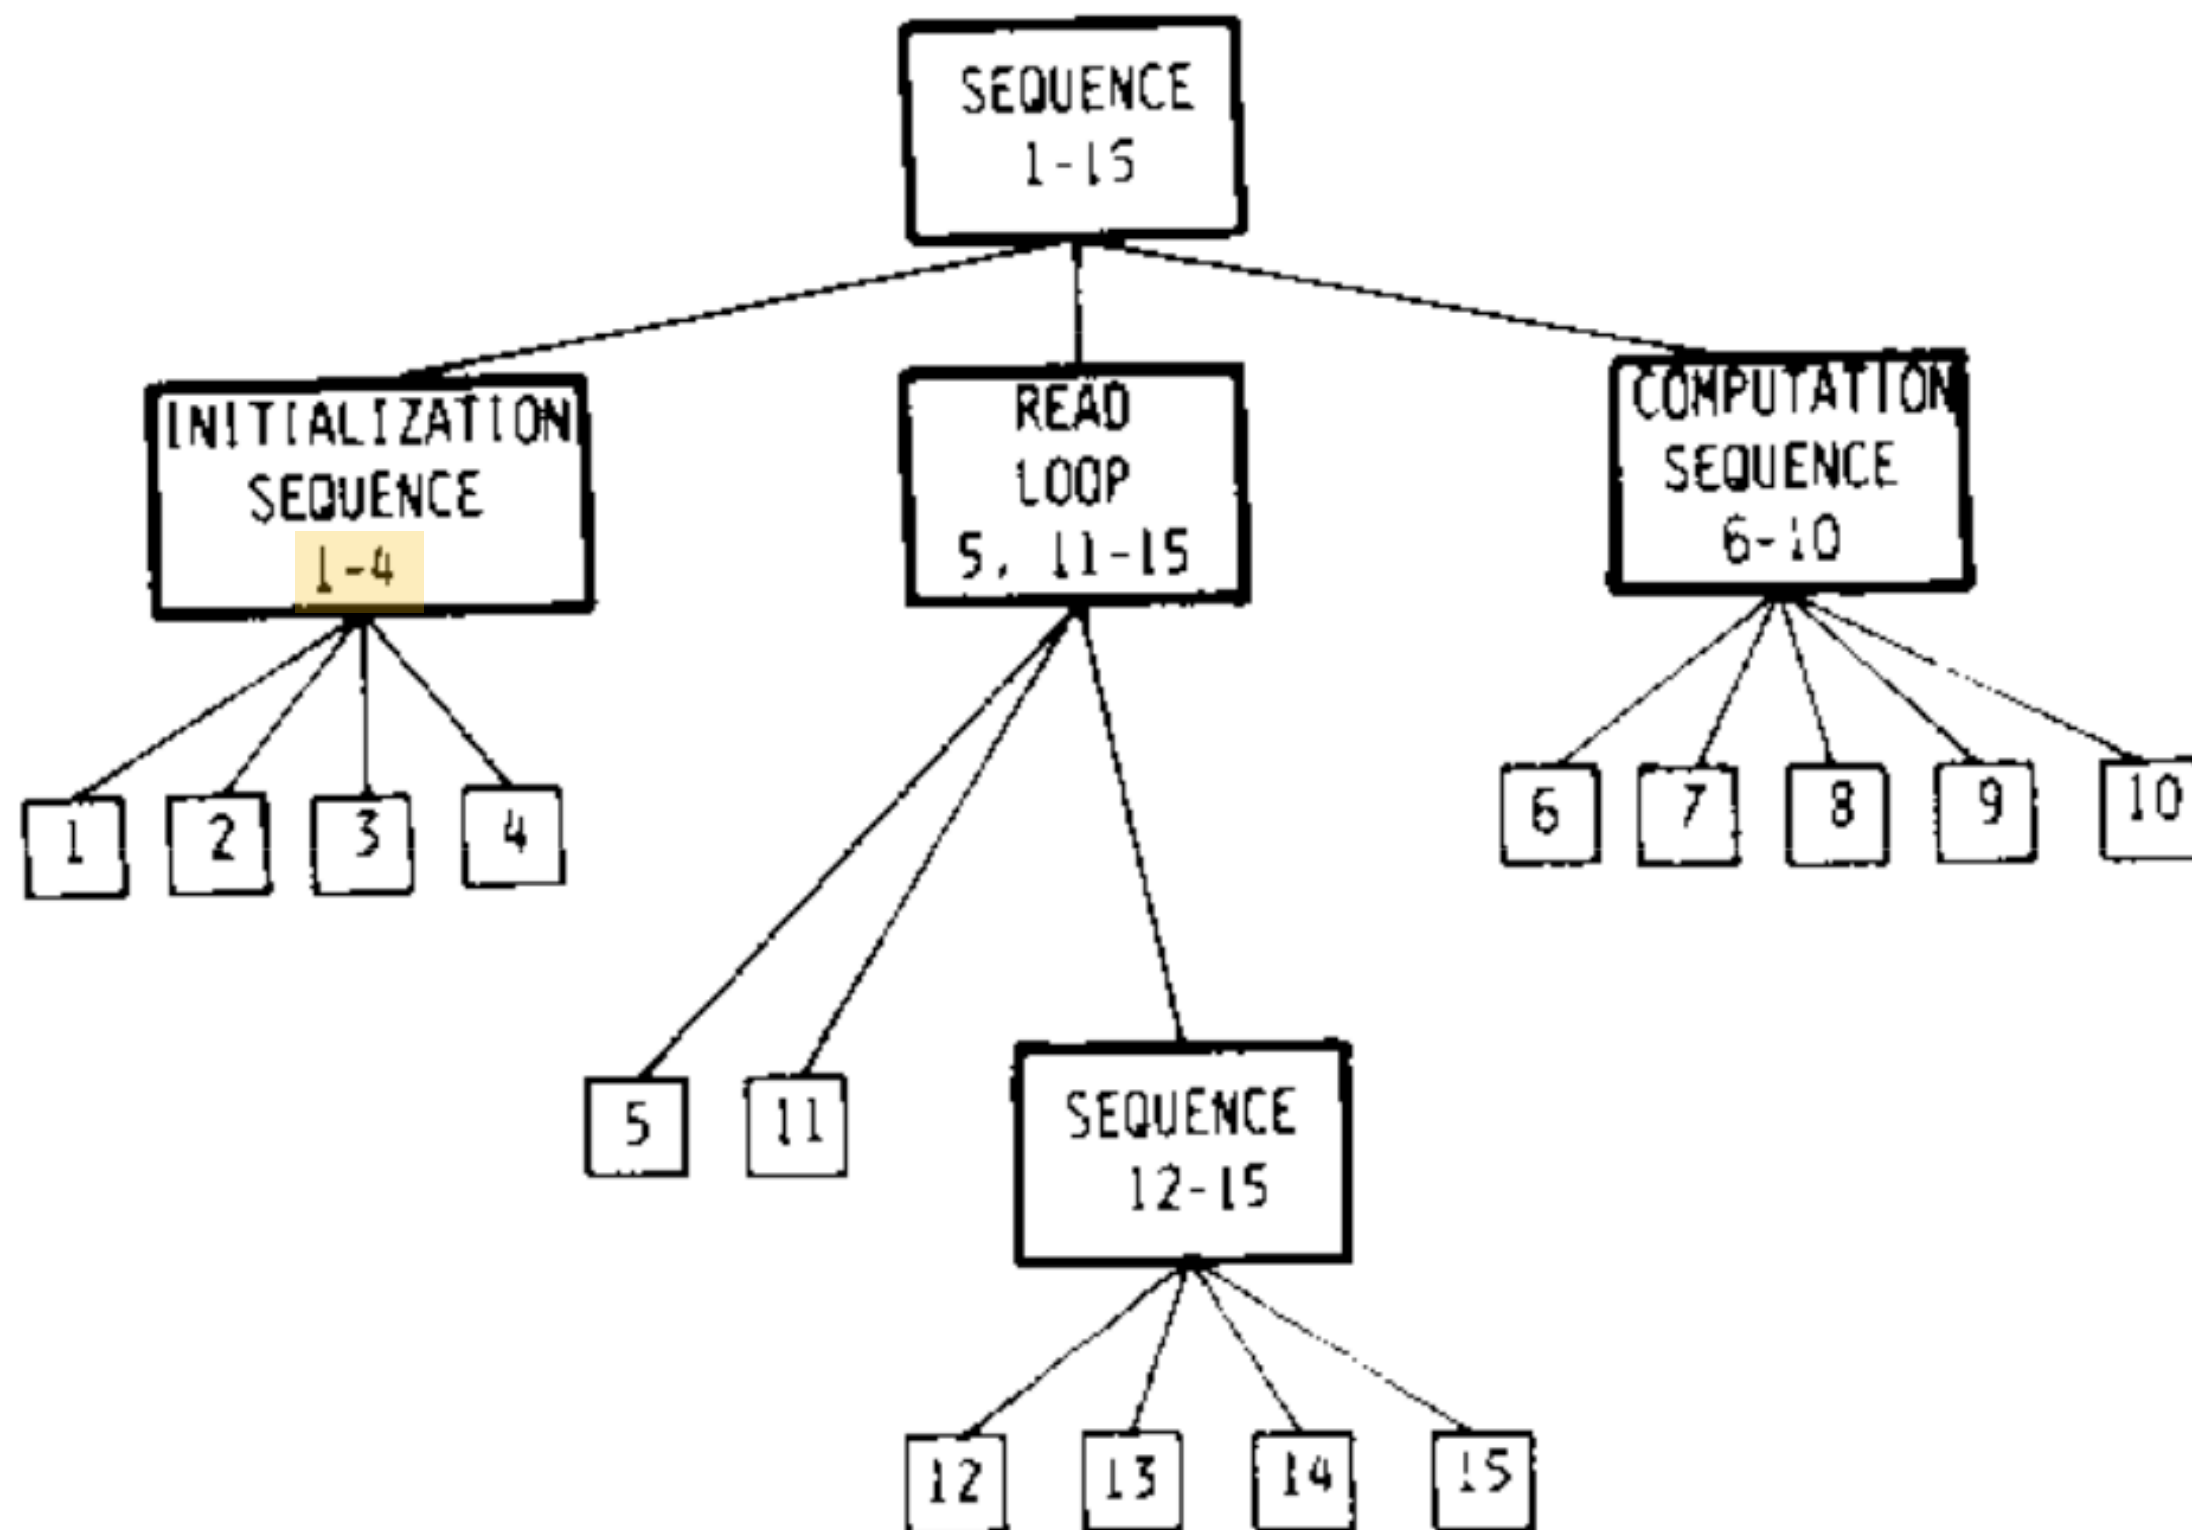 SEQUENCE
1-15
INITIALIZATION
SEQUENCE
1-4
READ
LOOP
5, 11-15
COMPUTATION
SEQUENCE
6-10
1
2
3
4
6
7
8
9
10
5
11
SEQUENCE
12-15
12
13
14
15